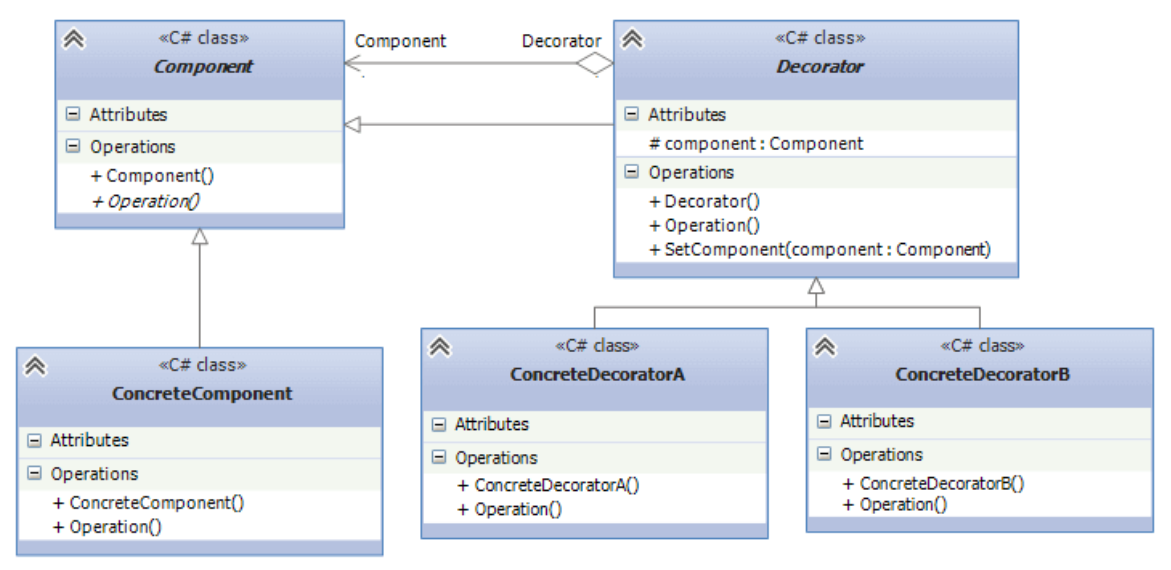 «C# class»
Component
Attributes
Operations
+ Component()
+ Operation()
Component
Decorator
«C# class»
Decorator
Attributes
# component : Component
Operations
+ Decorator()
+ Operation()
+ SetComponent(component : Component)
«C# class»
ConcreteComponent
Attributes
Operations
+ ConcreteComponent()
+ Operation()
«C# class»
ConcreteDecoratorA
Attributes
Operations
+ ConcreteDecoratorA()
+ Operation()
«C# class»
ConcreteDecoratorB
Attributes
Operations
+ ConcreteDecoratorB()
+ Operation()